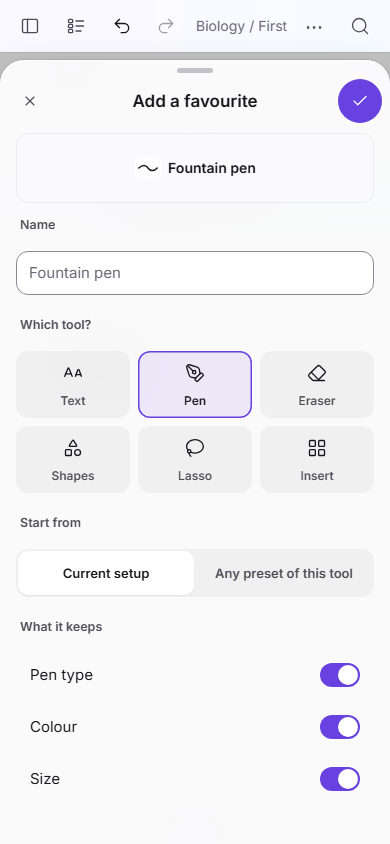 Biology / First
Add a favourite
Fountain pen
Name
Fountain pen
Which tool?
Text
Pen
Eraser
Shapes
Lasso
Insert
Start from
Current setup
Any preset of this tool
What it keeps
Pen type
Colour
Size